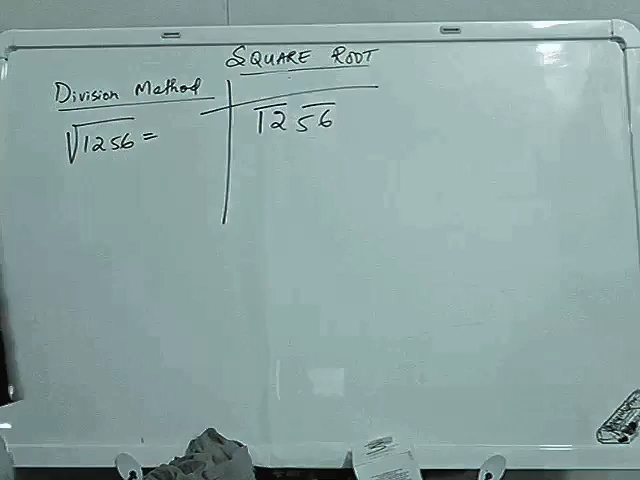 SQUARE ROOT
Division Method
√1256 =
12 56